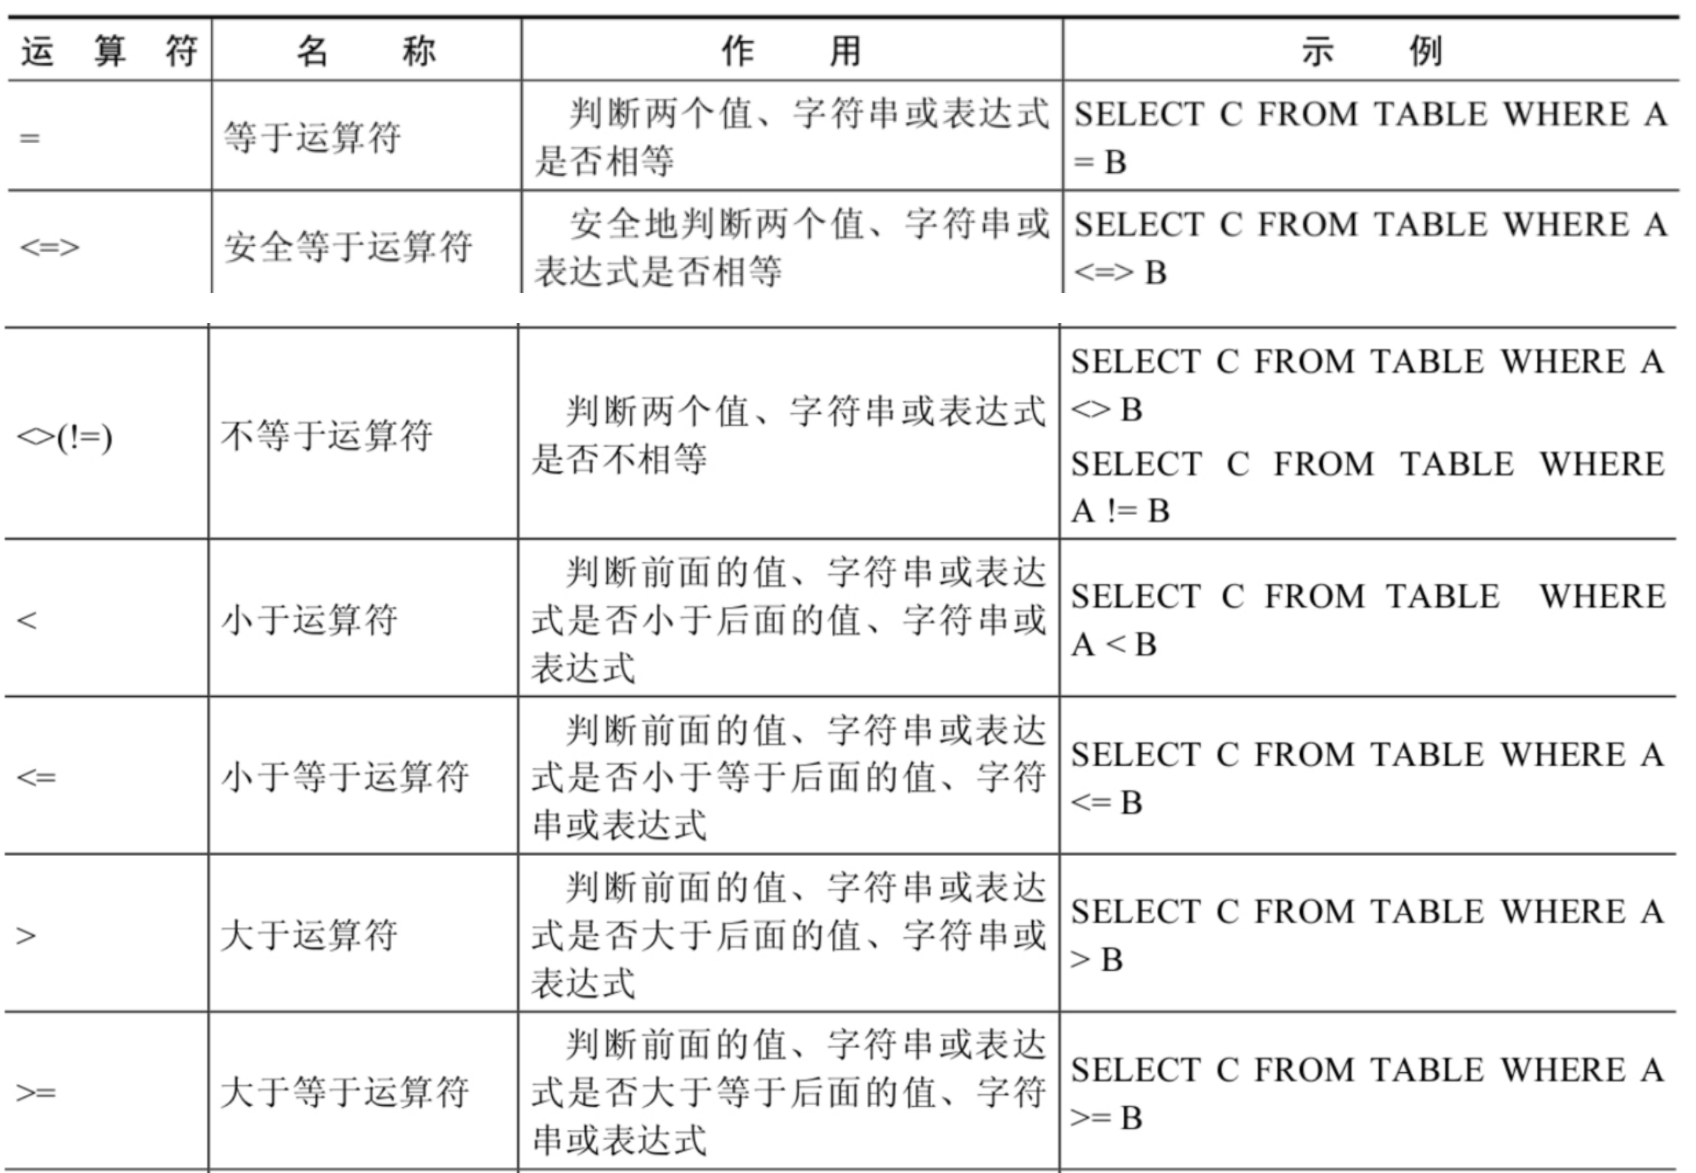 运 算 符 名 称 作 用 示 例
= 等于运算符 判断两个值、字符串或表达式 SELECT C FROM TABLE WHERE A
是否相等 = B
<=> 安全等于运算符 安全地判断两个值、字符串或 SELECT C FROM TABLE WHERE A
表达式是否相等 <=> B
<>(!=) 不等于运算符 判断两个值、字符串或表达式
是否不相等
SELECT C FROM TABLE WHERE A
<> B
SELECT C FROM TABLE WHERE
A != B
< 小于运算符 判断前面的值、字符串或表达
式是否小于后面的值、字符串或
表达式
SELECT C FROM TABLE WHERE
A < B
<= 小于等于运算符 判断前面的值、字符串或表达
式是否小于等于后面的值、字符
串或表达式
SELECT C FROM TABLE WHERE A
<= B
> 大于运算符 判断前面的值、字符串或表达
式是否大于后面的值、字符串或
表达式
SELECT C FROM TABLE WHERE A
> B
>= 大于等于运算符 判断前面的值、字符串或表达
式是否大于等于后面的值、字符
串或表达式
SELECT C FROM TABLE WHERE A
>= B